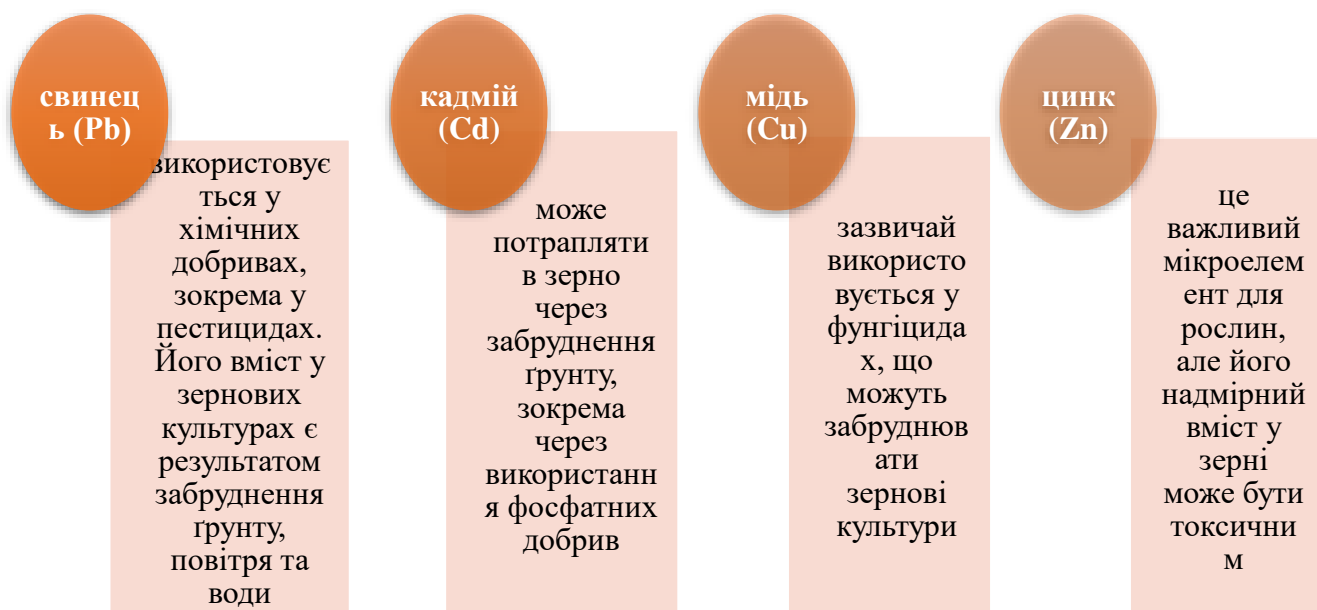 свинец
ь (Pb)
використовує
ться у
хімічних
добривах,
зокрема у
пестицидах.
Його вміст у
зернових
культурах є
результатом
забруднення
ґрунту,
повітря та
води
кадмій
(Cd)
може
потрапляти
в зерно
через
забруднення
ґрунту,
зокрема
через
використанн
я фосфатних
добрив
мідь
(Cu)
зазвичай
використо
вується у
фунгіцида
х, що
можуть
забруднюв
ати
зернові
культури
цинк
(Zn)
це
важливий
мікроелем
ент для
рослин,
але його
надмірний
вміст у
зерні
може бути
токсични
м